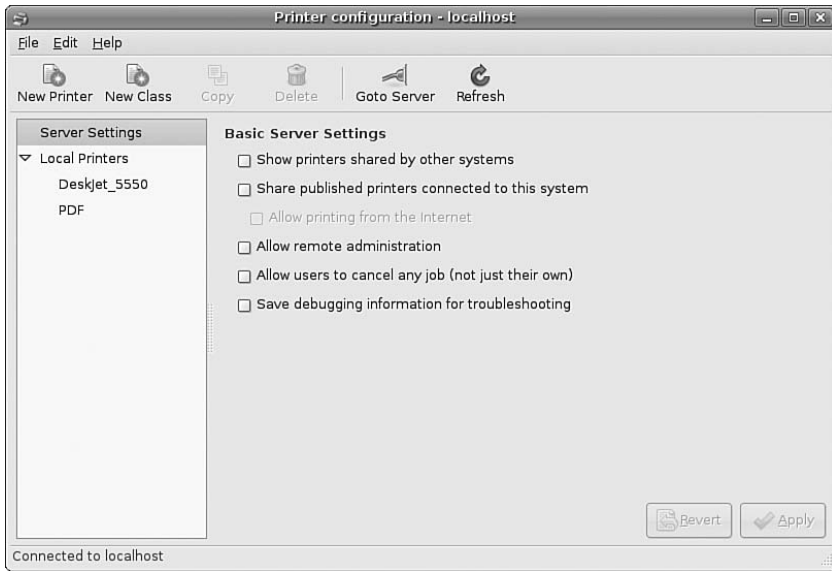 Printer configuration - localhost
File Edit Help
New Printer New Class Copy Delete Goto Server Refresh
Server Settings
Local Printers
DeskJet_5550
PDF
Basic Server Settings
Show printers shared by other systems
Share published printers connected to this system
Allow printing from the Internet
Allow remote administration
Allow users to cancel any job (not just their own)
Save debugging information for troubleshooting
Revert Apply
Connected to localhost